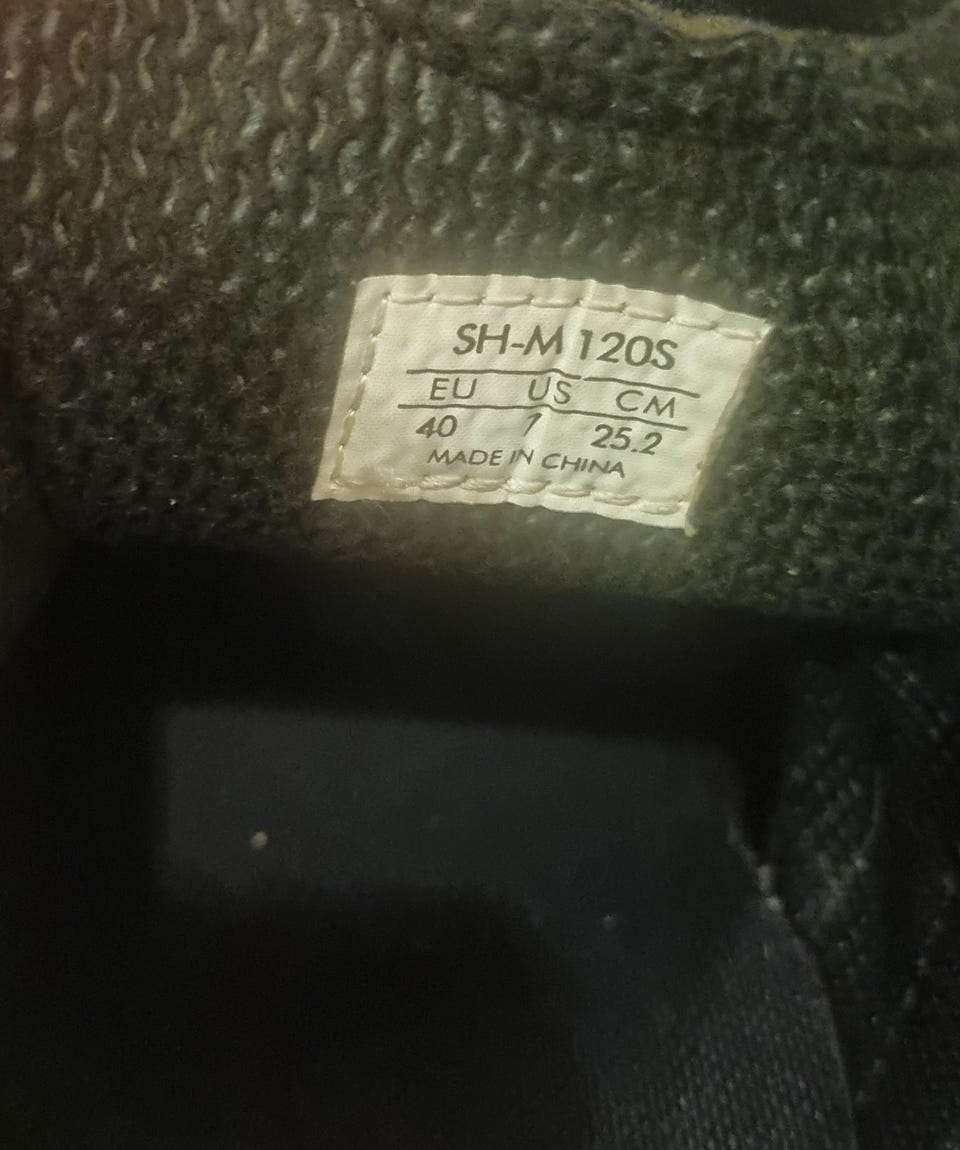 SH-M120S
EU US CM
40 7 25.2
MADE IN CHINA